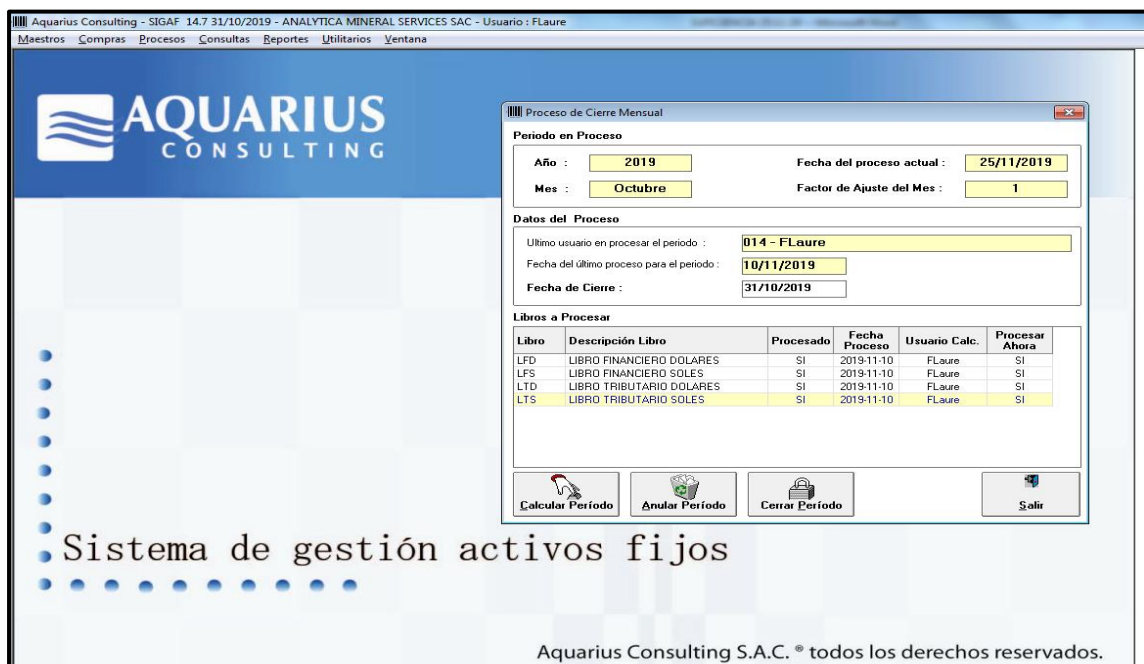 Aquarius Consulting - SIGAF 14.7 31/10/2019 - ANALYTICA MINERAL SERVICES SAC - Usuario : FLaure
Maestros Compras Procesos Consultas Reportes Utilitarios Ventana
AQUARIUS
CONSULTING
Proceso de Cierre Mensual
Periodo en Proceso
Año : 2019 Fecha del proceso actual : 25/11/2019
Mes : Octubre Factor de Ajuste del Mes : 1
Datos del Proceso
Ultimo usuario en procesar el periodo : 014 - FLaure
Fecha del último proceso para el periodo : 10/11/2019
Fecha de Cierre : 31/10/2019
Libros a Procesar
Libro Descripción Libro Procesado Fecha Proceso Usuario Calc. Procesar Ahora
LFD LIBRO FINANCIERO DOLARES SI 2019-11-10 FLaure SI
LFS LIBRO FINANCIERO SOLES SI 2019-11-10 FLaure SI
LTD LIBRO TRIBUTARIO DOLARES SI 2019-11-10 FLaure SI
LTS LIBRO TRIBUTARIO SOLES SI 2019-11-10 FLaure SI
Calcular Período Anular Período Cerrar Período Salir
Sistema de gestión activos fijos
Aquarius Consulting S.A.C. ® todos los derechos reservados.